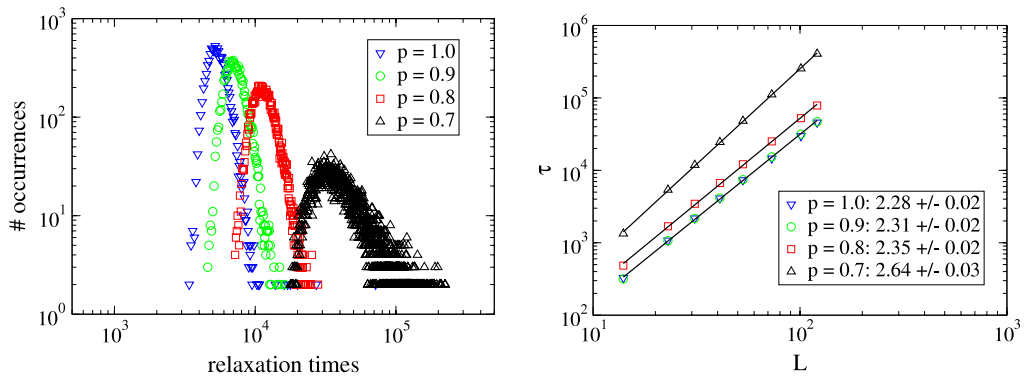 10^3
10^2
10^1
10^0
# occurrences
10^3
10^4
10^5
relaxation times
p = 1.0
p = 0.9
p = 0.8
p = 0.7
10^6
10^5
10^4
10^3
10^2
τ
10^1
10^2
10^3
L
p = 1.0: 2.28 +/- 0.02
p = 0.9: 2.31 +/- 0.02
p = 0.8: 2.35 +/- 0.02
p = 0.7: 2.64 +/- 0.03